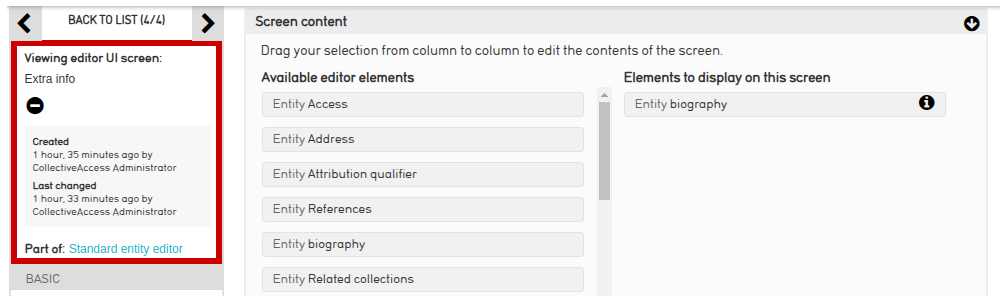 BACK TO LIST (4/4)
Viewing editor UI screen:
Extra info
Created
1 hour, 35 minutes ago by
CollectiveAccess Administrator
Last changed
1 hour, 33 minutes ago by
CollectiveAccess Administrator
Part of: Standard entity editor
BASIC
Screen content
Drag your selection from column to column to edit the contents of the screen.
Available editor elements
Entity Access
Entity Address
Entity Attribution qualifier
Entity References
Entity biography
Entity Related collections
Elements to display on this screen
Entity biography